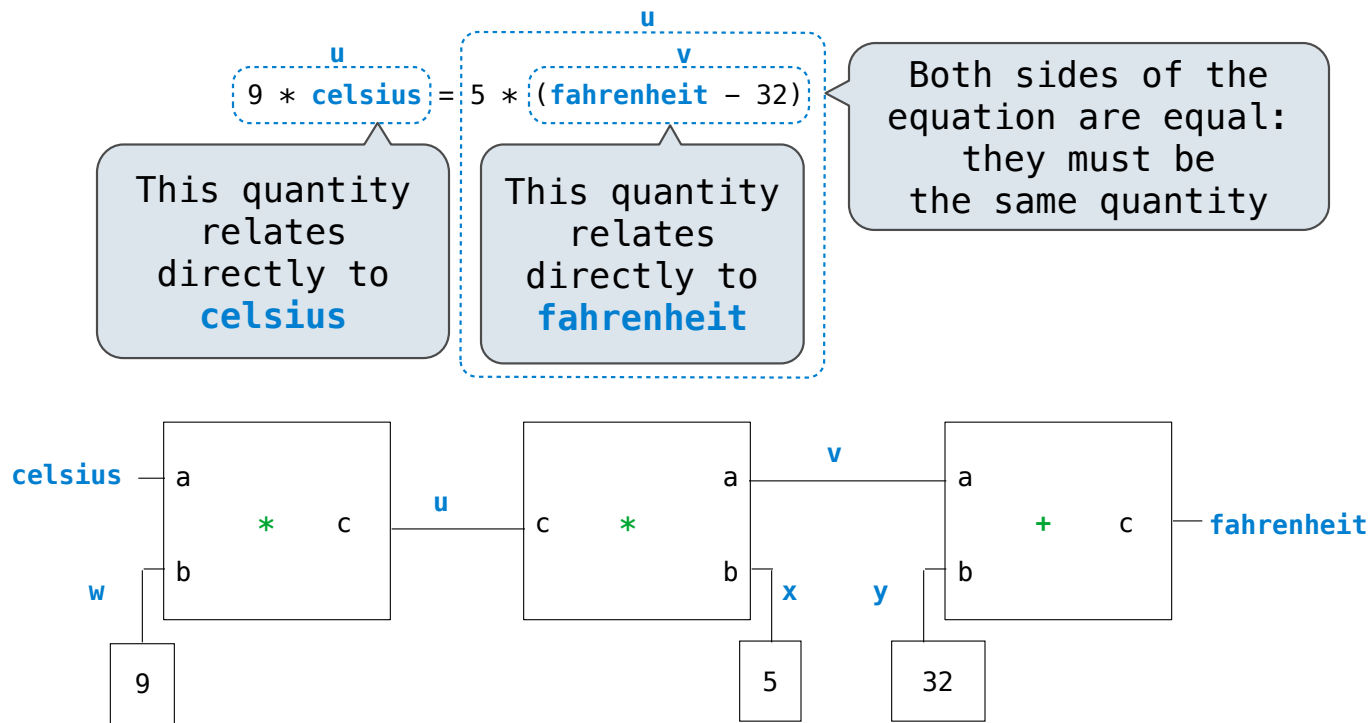 u
u
v
9 * celsius = 5 * (fahrenheit − 32)
This quantity
relates
directly to
celsius
This quantity
relates
directly to
fahrenheit
Both sides of the
equation are equal:
they must be
the same quantity
celsius
a
b
*
c
w
9
u
c
*
a
b
v
x
5
a
b
+
c
y
32
fahrenheit